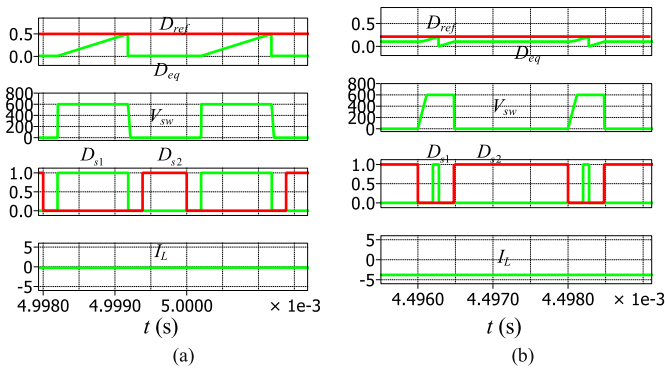 D_ref
0.5
0.0
D_eq
800
600
400
200
0
V_sw
D_s1 D_s2
1.0
0.5
0.0
5
0
-5
I_L
4.9980 4.9990 5.0000 × 1e-3
t (s)
(a)
D_ref
0.5
0.0
D_eq
800
600
400
200
0
V_sw
D_s1 D_s2
1.0
0.5
0.0
5
0
-5
I_L
4.4960 4.4970 4.4980 × 1e-3
t (s)
(b)